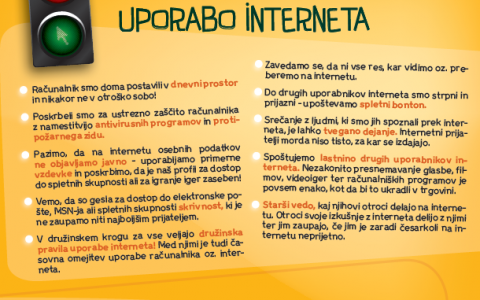 UPORABO INTERNETA
Računalnik smo doma postavili v dnevni prostor
in nikakor ne v otroško sobo!
Poskrbeli smo za ustrezno zaščito računalnika
z namestitvijo antivirusnih programov in proti-
požarnega zidu.
Pazimo, da na internetu osebnih podatkov
ne objavljamo javno - uporabljamo primerne
vzdevke in poskrbimo, da je naš profil za dostop
do spletnih skupnosti ali za igranje iger zaseben!
Vemo, da so gesla za dostop do elektronske po-
šte, MSN-ja ali spletnih skupnosti skrivnost, ki je
ne zaupamo niti najboljšim prijateljem.
V družinskem krogu za vse veljajo družinska
pravila uporabe interneta! Med njimi je tudi ča-
sovna omejitev uporabe računalnika oz. inter-
neta.
Zavedamo se, da ni vse res, kar vidimo oz. pre-
beremo na internetu.
Do drugih uporabnikov interneta smo strpni in
prijazni - upoštevamo spletni bonton.
Srečanje z ljudmi, ki smo jih spoznali prek inter-
neta, je lahko tvegano dejanje. Internetni prija-
telji morda niso tisto, za kar se izdajajo.
Spoštujemo lastnino drugih uporabnikov in-
terneta. Nezakonito presnemavanje glasbe, fil-
mov, videoiger ter računalniških programov je
povsem enako, kot da bi to ukradli v trgovini.
Starši vedo, kaj njihovi otroci delajo na interne-
tu. Otroci svoje izkušnje z interneta delijo z njimi
ter jim zaupajo, če jim je zaradi česarkoli na in-
ternetu neprijetno.